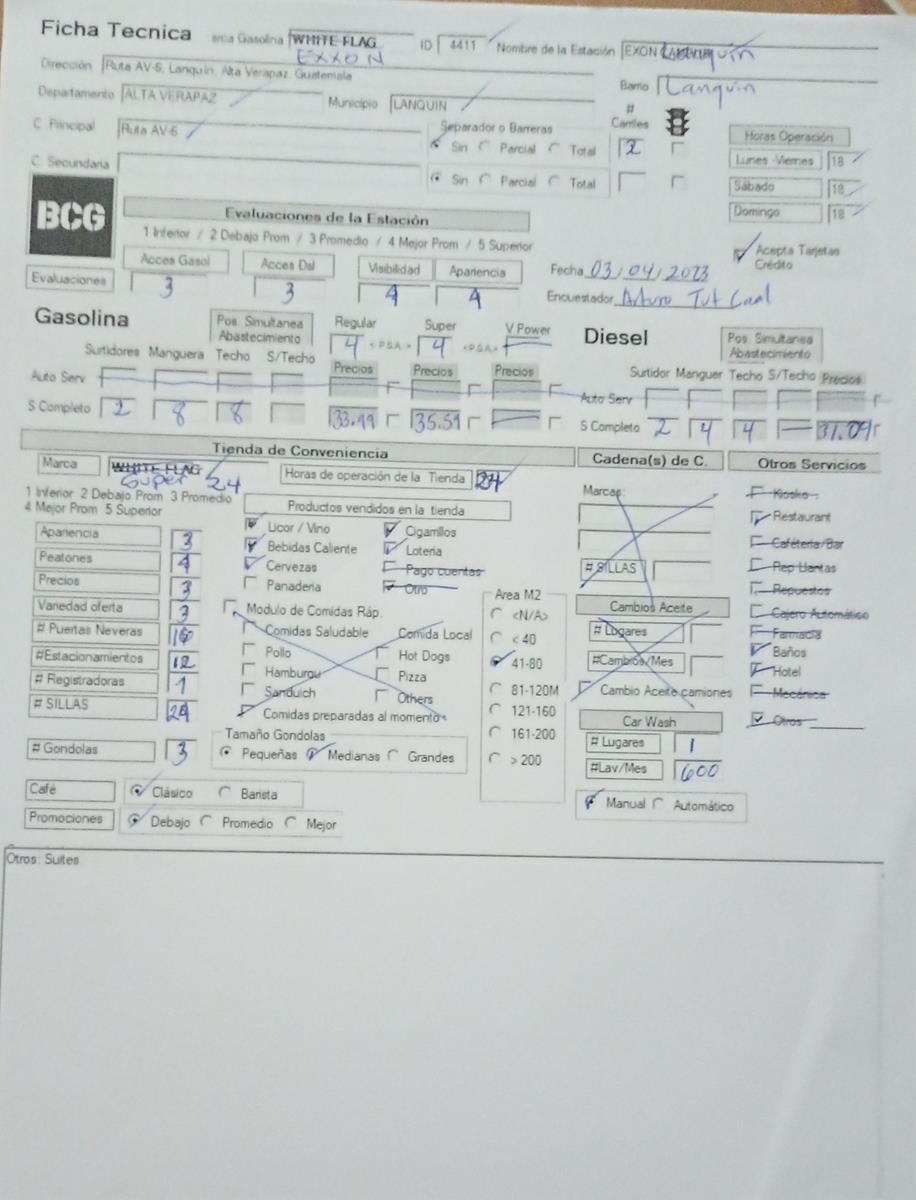 Ficha Tecnica arca Gasolina WHITE FLAG EXXON ID 4411 Nombre de la Estación EXON Lanquin
Dirección Ruta AV-6, Lanquín, Alta Verapaz, Guatemala Barrio Lanquin
Departamento ALTA VERAPAZ Municipio LANQUIN # Carriles
C Principal Ruta AV-6 Separador o Barreras Sin Parcial Total 2 Horas Operación
C. Secundaria Sin Parcial Total Lunes -Viernes 18
Sábado 18
Domingo 18
BCG Evaluaciones de la Estación
1 Inferior / 2 Debajo Prom / 3 Promedio / 4 Mejor Prom / 5 Superior Acepta Tarjetas Crédito
Acces Gasol Acces Dsl Visibilidad Apariencia Fecha 03/04/2023
Evaluaciones 3 3 4 4 Encuestador Arturo Tut Caal
Gasolina Pos. Simultanea Abastecimiento Regular Super V Power Diesel Pos. Simultanea Abastecimiento
4 <P.S.A.> 4 <P.S.A>
Surtidores Manguera Techo S/Techo Precios Precios Precios Surtidor Manguer Techo S/Techo Precios
Auto Serv Auto Serv
S Completo 2 8 8 33.99 35.59 S Completo 2 4 4 31.09
Tienda de Conveniencia Cadena(s) de C. Otros Servicios
Marca WHITE FLAG Super 24 Horas de operación de la Tienda 24
1 Inferior 2 Debajo Prom 3 Promedio
4 Mejor Prom 5 Superior
Productos vendidos en la tienda Marcas: Kiosko
Apariencia 3 Licor / Vino Cigarrillos Restaurant
Peatones 4 Bebidas Caliente Loteria Caféteria/Bar
Precios 3 Cervezas Pago cuentas # SILLAS Rep Llantas
Variedad oferta 3 Panaderia Otro Area M2 Repuestos
# Puertas Neveras 16 Modulo de Comidas Ráp. <N/A> Cambios Aceite Cajero Automático
#Estacionamientos 12 Comidas Saludable Comida Local < 40 # Lugares Farmacia
# Registradoras 1 Pollo Hot Dogs 41-80 #Cambios/Mes Baños
# SILLAS 24 Hamburgu Pizza 81-120M Cambio Aceite camiones Hotel
Sanduich Others 121-160 Mecánica
Comidas preparadas al momento Car Wash Otros
# Gondolas 3 Tamaño Gondolas 161-200 # Lugares 1
Pequeñas Medianas Grandes > 200 #Lav/Mes 600
Café Clásico Barista Manual Automático
Promociones Debajo Promedio Mejor
Otros: Suites